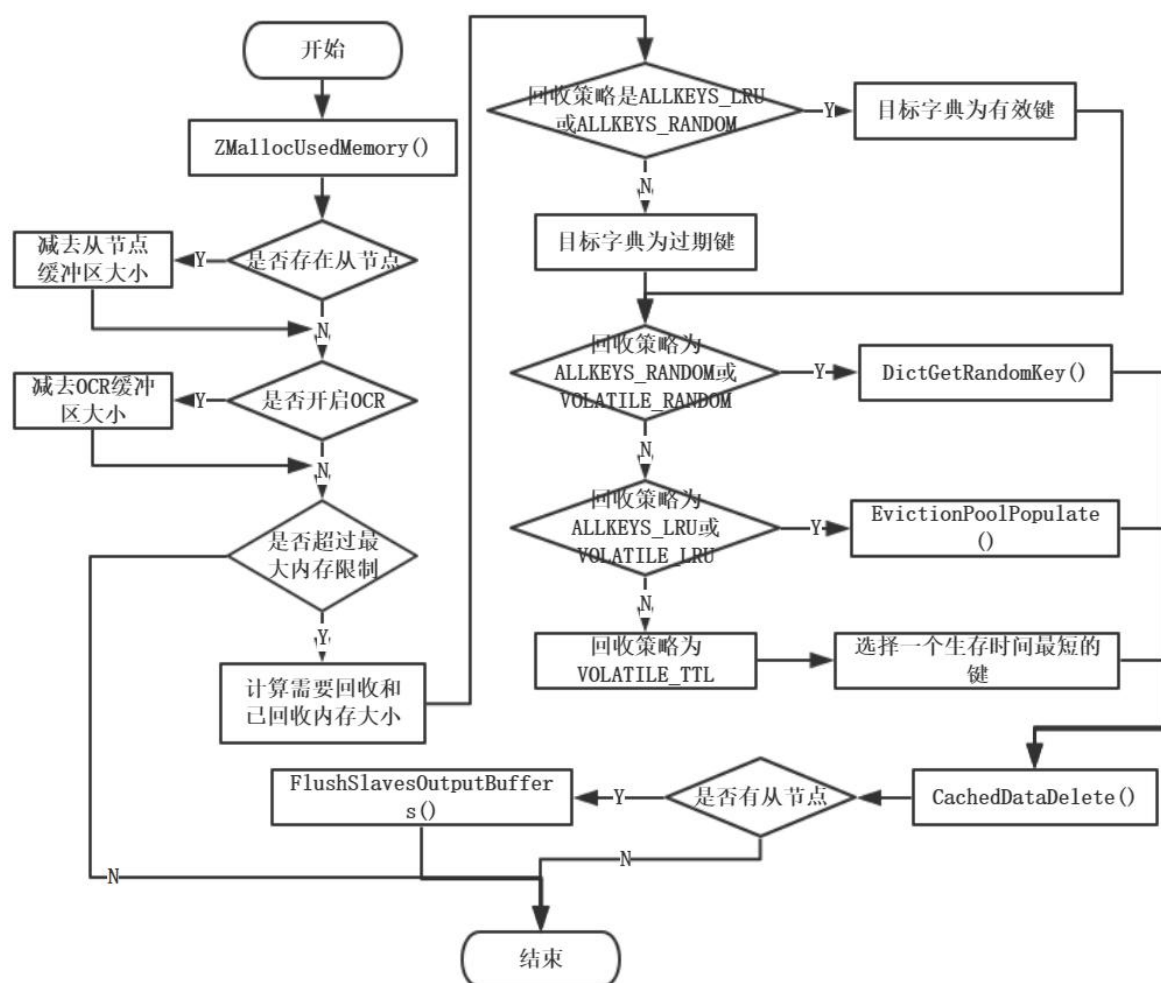 开始
ZMallocUsedMemory()
是否存在从节点
Y
减去从节点
缓冲区大小
N
是否开启OCR
Y
减去OCR缓冲
区大小
N
是否超过最
大内存限制
N
Y
计算需要回收和
已回收内存大小
回收策略是ALLKEYS_LRU
或ALLKEYS_RANDOM
Y
目标字典为有效键
N
目标字典为过期键
回收策略为
ALLKEYS_RANDOM或
VOLATILE_RANDOM
Y
DictGetRandomKey()
N
回收策略为
ALLKEYS_LRU或
VOLATILE_LRU
Y
EvictionPoolPopulate
()
N
回收策略为
VOLATILE_TTL
选择一个生存时间最短的
键
CachedDataDelete()
是否有从节点
Y
FlushSlavesOutputBuffer
s()
N
结束